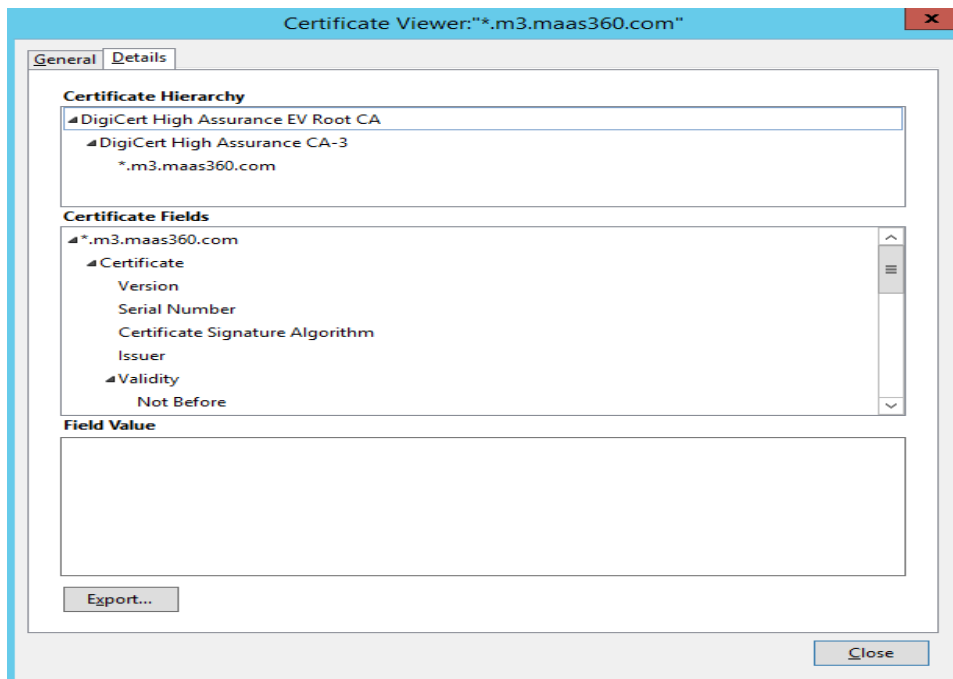 Certificate Viewer:"*.m3.maas360.com"
x
General Details
Certificate Hierarchy
DigiCert High Assurance EV Root CA
DigiCert High Assurance CA-3
*.m3.maas360.com
Certificate Fields
*.m3.maas360.com
Certificate
Version
Serial Number
Certificate Signature Algorithm
Issuer
Validity
Not Before
Field Value
Export...
Close